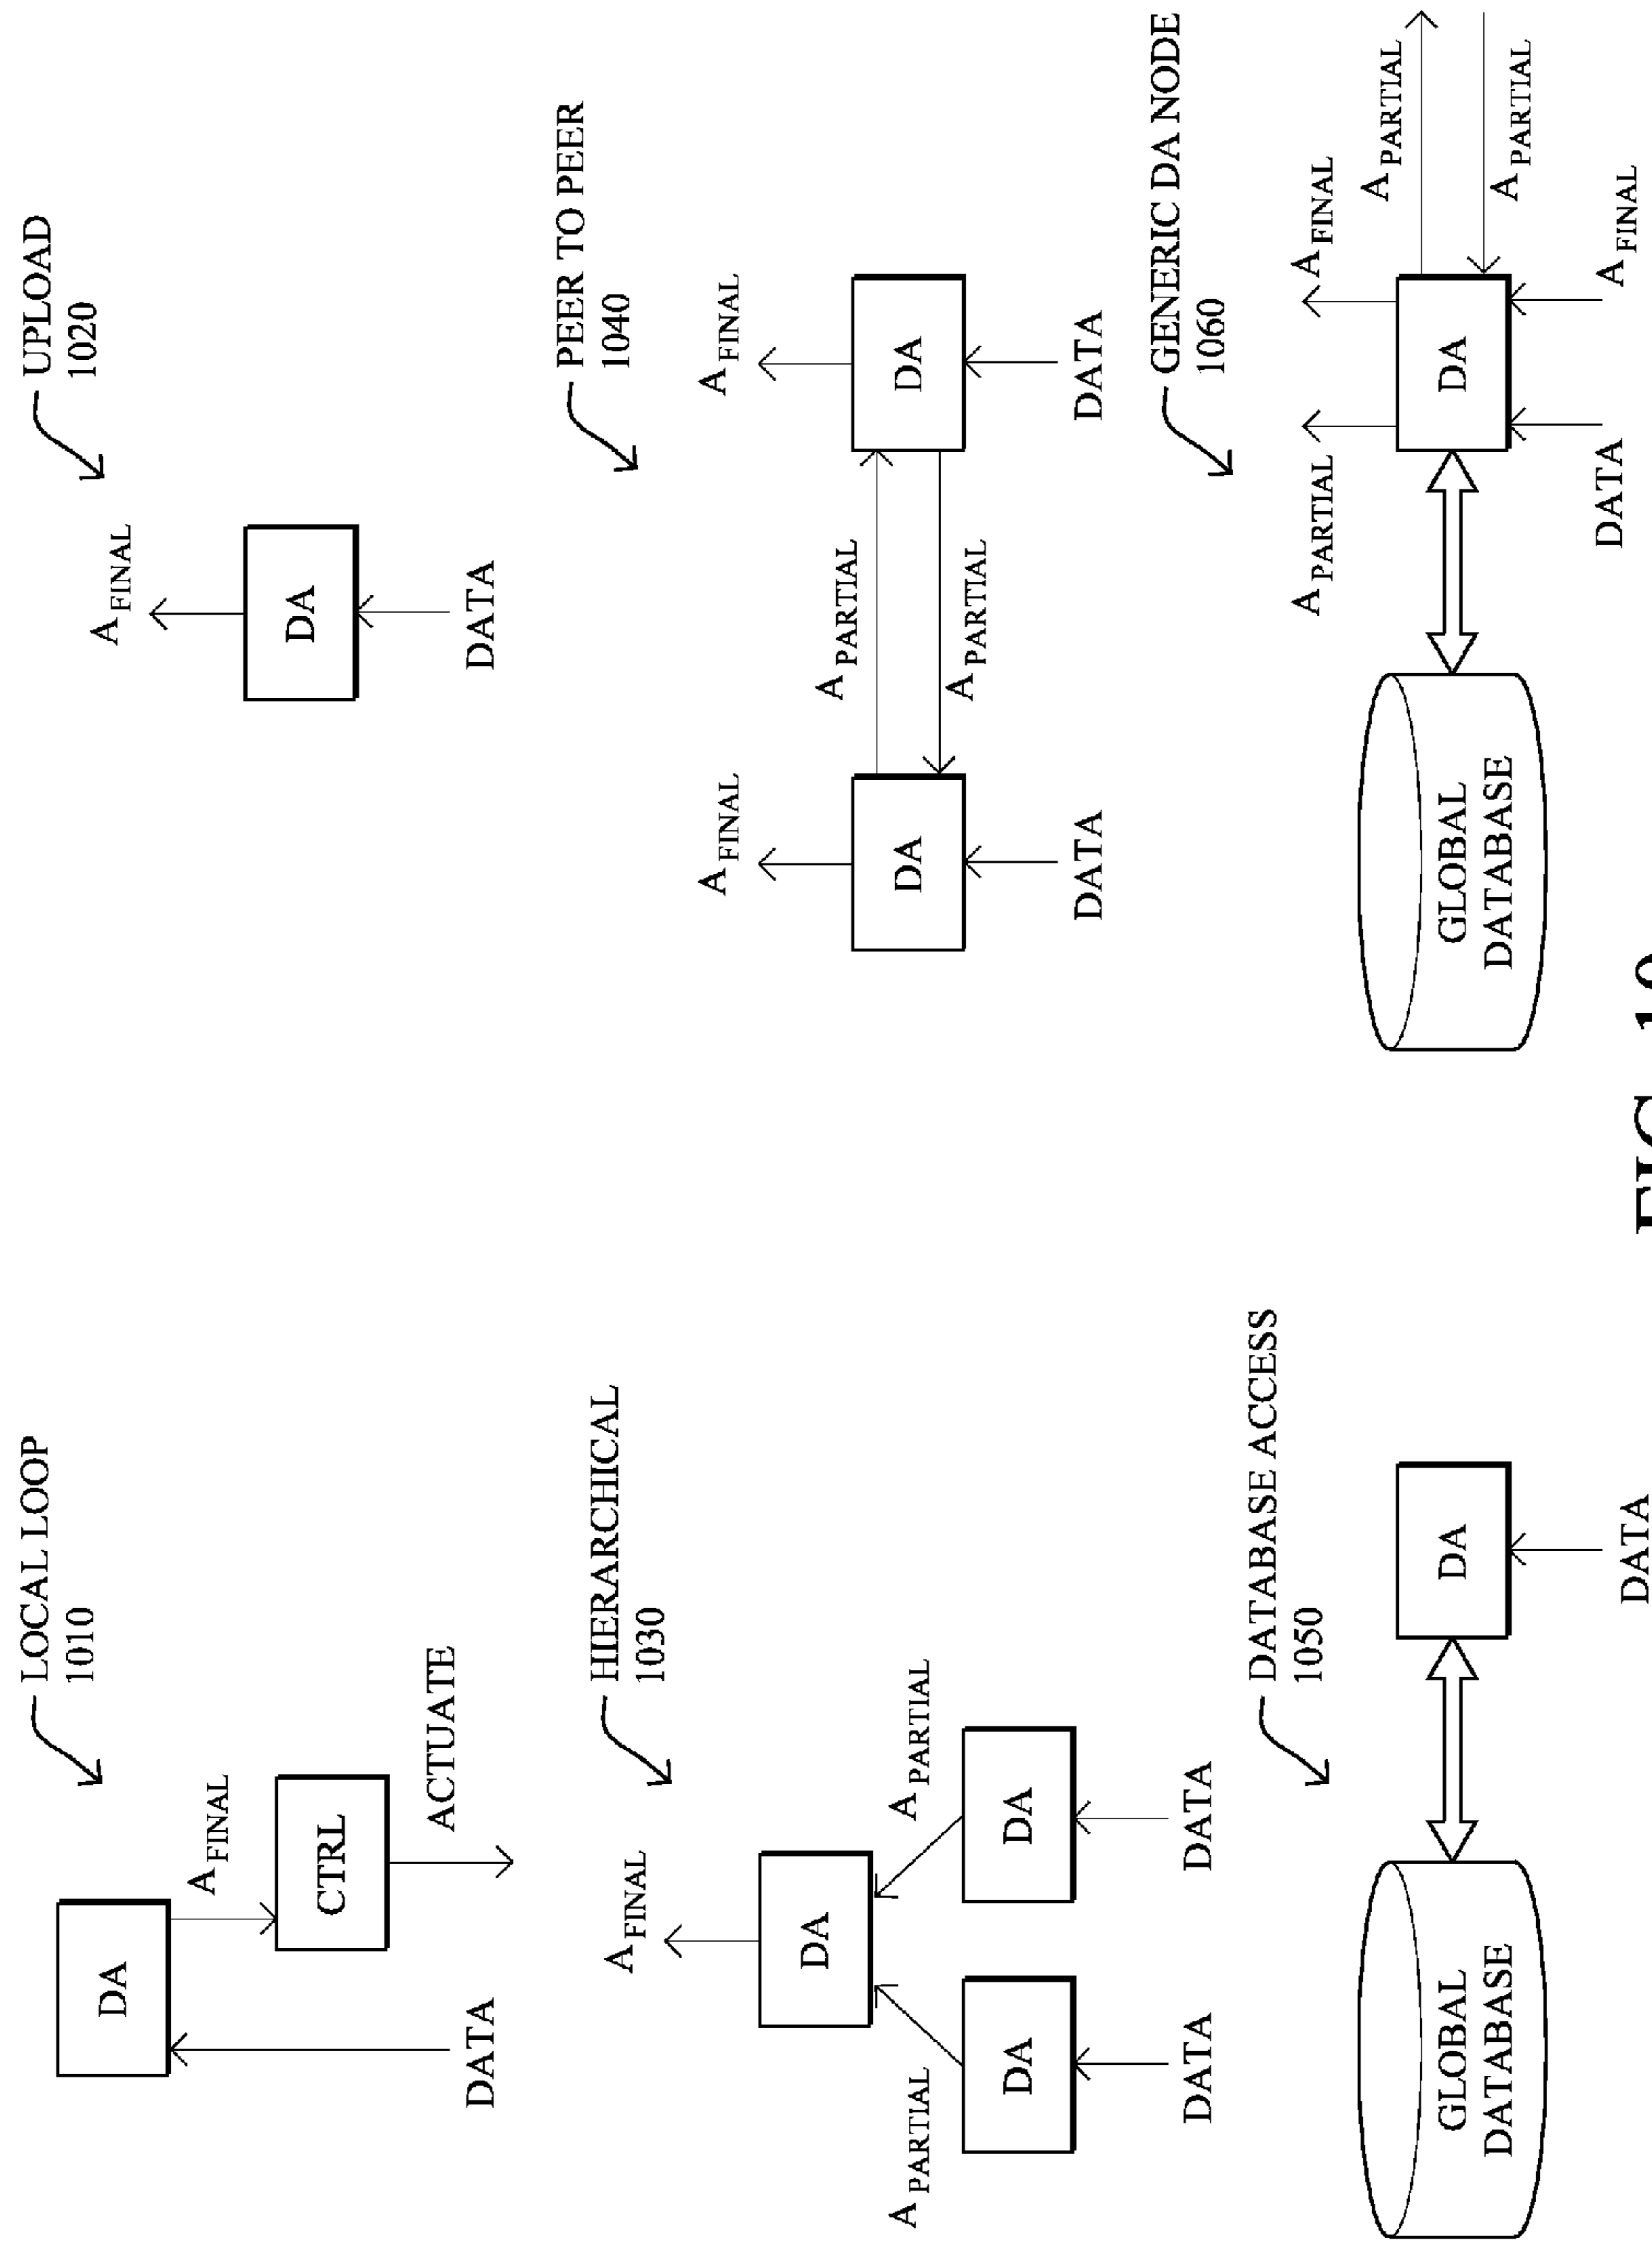 LOCAL LOOP
1010
DA
A FINAL
CTRL
DATA
ACTUATE
UPLOAD
1020
A FINAL
DA
DATA
HIERARCHICAL
1030
A FINAL
DA
A PARTIAL
A PARTIAL
DA
DA
DATA
DATA
PEER TO PEER
1040
A FINAL
A FINAL
DA
A PARTIAL
A PARTIAL
DA
DATA
DATA
DATABASE ACCESS
1050
GLOBAL
DATABASE
DA
DATA
GENERIC DA NODE
1060
GLOBAL
DATABASE
A PARTIAL
A FINAL
DA
A PARTIAL
A PARTIAL
DATA
A FINAL
FIG. 10